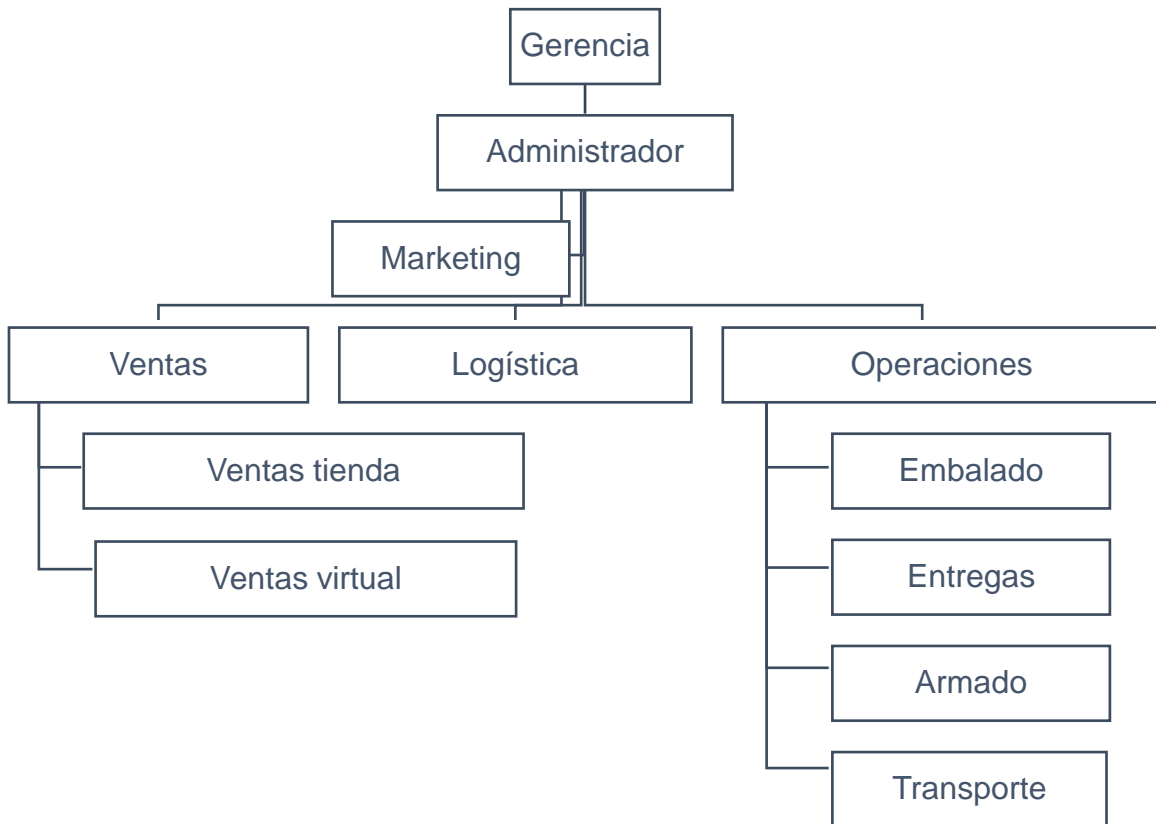 Gerencia
Administrador
Marketing
Ventas
Logística
Operaciones
Ventas tienda
Embalado
Ventas virtual
Entregas
Armado
Transporte